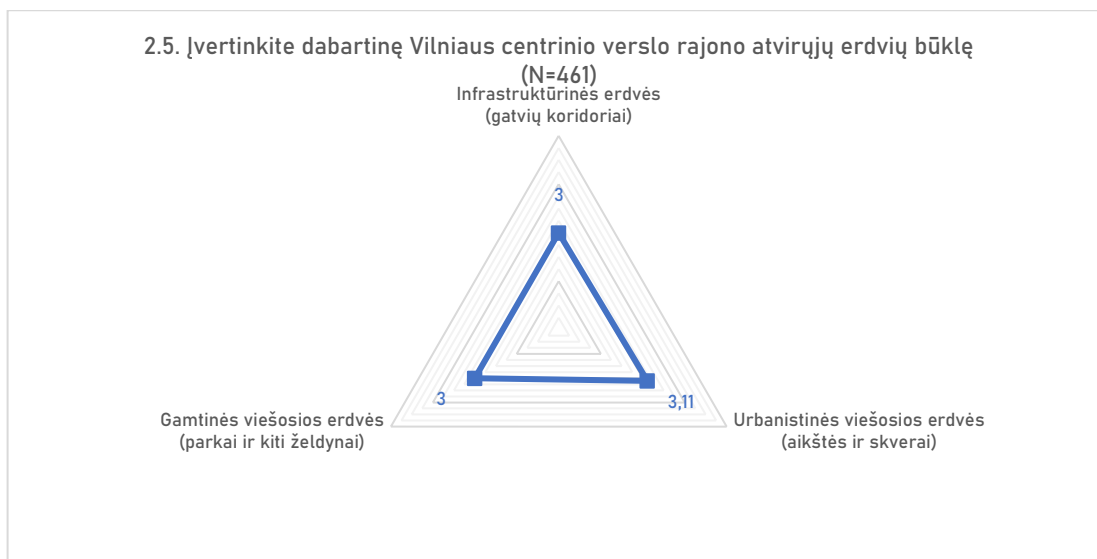 2.5. Įvertinkite dabartinę Vilniaus centrinio verslo rajono atvirųjų erdvių būklę
(N=461)
Infrastruktūrinės erdvės
(gatvių koridoriai)
3
3
3,11
Gamtinės viešosios erdvės
(parkai ir kiti želdynai)
Urbanistinės viešosios erdvės
(aikštės ir skverai)